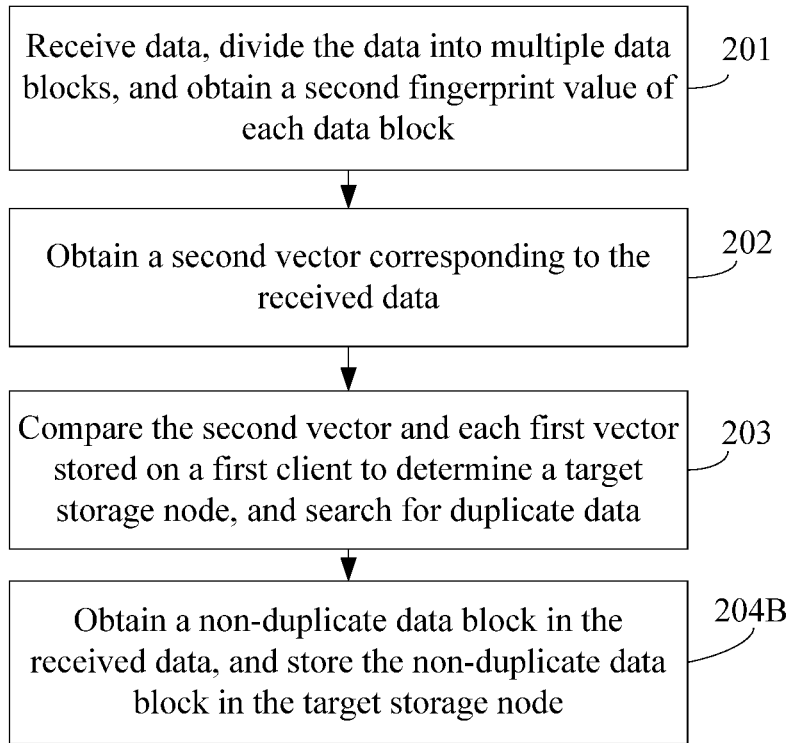 Receive data, divide the data into multiple data
blocks, and obtain a second fingerprint value of
each data block
201
Obtain a second vector corresponding to the
received data
202
Compare the second vector and each first vector
stored on a first client to determine a target
storage node, and search for duplicate data
203
Obtain a non-duplicate data block in the
received data, and store the non-duplicate data
block in the target storage node
204B